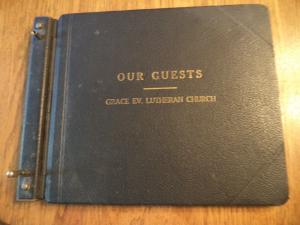 OUR GUESTS
GRACE EV. LUTHERAN CHURCH